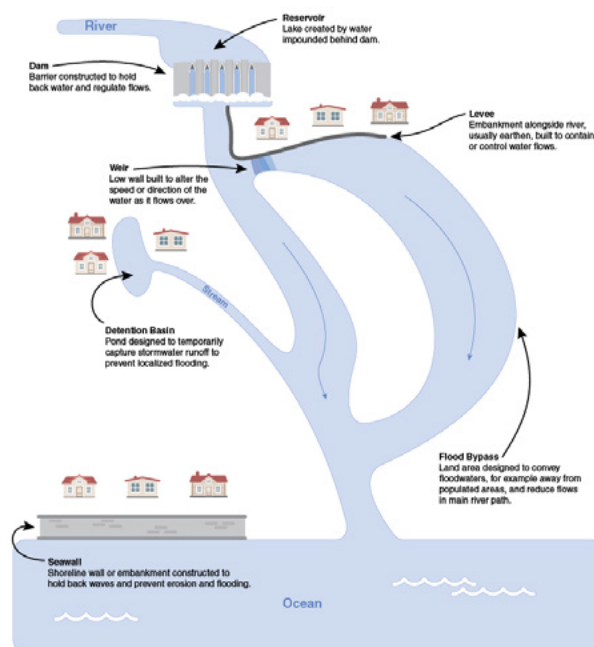 River
Reservoir
Lake created by water
impounded behind dam.
Dam
Barrier constructed to hold
back water and regulate flows.
Levee
Embankment alongside river,
usually earthen, built to contain
or control water flows.
Weir
Low wall built to alter the
speed or direction of the
water as it flows over.
Stream
Detention Basin
Pond designed to temporarily
capture stormwater runoff to
prevent localized flooding.
Flood Bypass
Land area designed to convey
floodwaters, for example away from
populated areas, and reduce flows
in main river path.
Seawall
Shoreline wall or embankment constructed to
hold back waves and prevent erosion and flooding.
Ocean